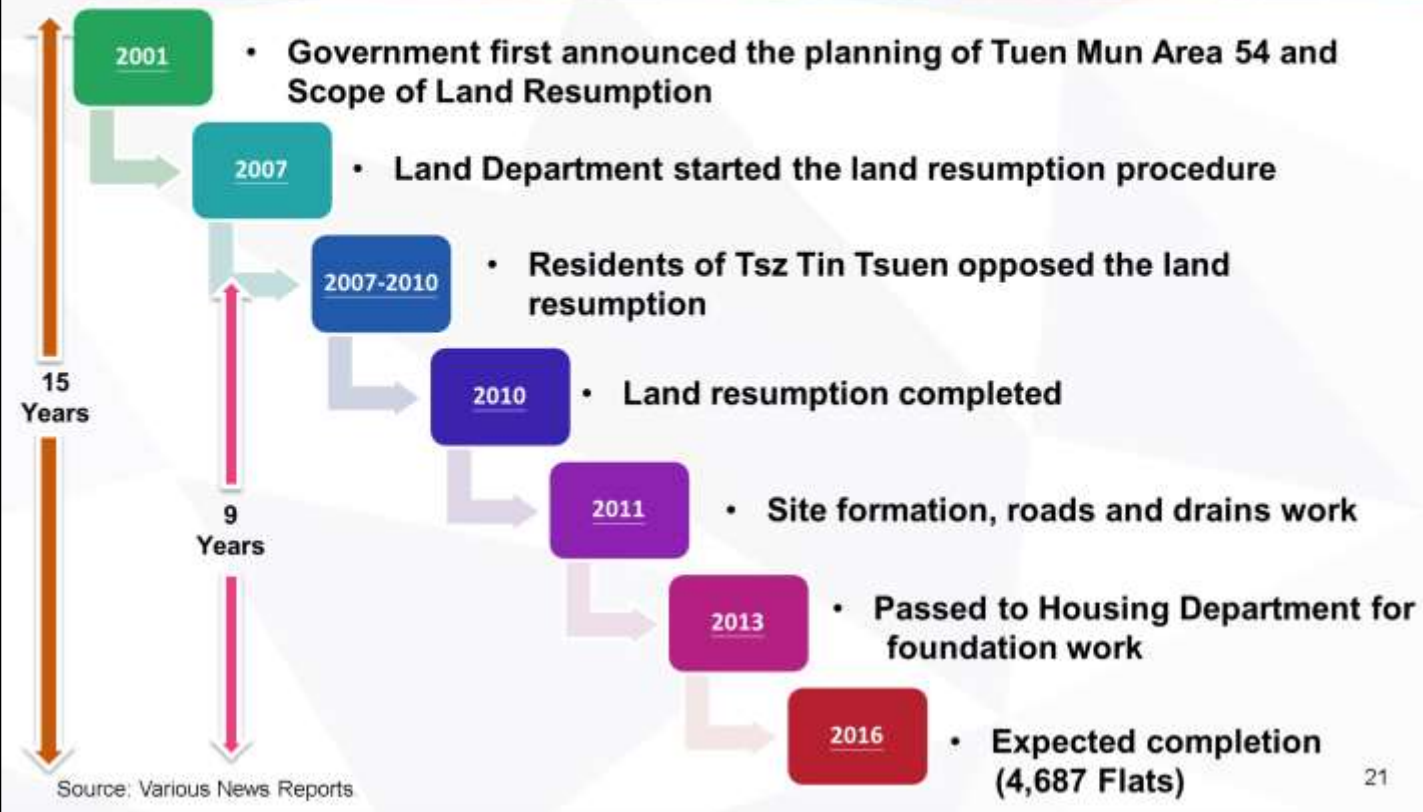 2001
• Government first announced the planning of Tuen Mun Area 54 and
Scope of Land Resumption
2007
• Land Department started the land resumption procedure
2007-2010
• Residents of Tsz Tin Tsuen opposed the land
resumption
15
Years
2010
• Land resumption completed
9
Years
2011
• Site formation, roads and drains work
2013
• Passed to Housing Department for
foundation work
2016
• Expected completion
(4,687 Flats)
Source: Various News Reports
21